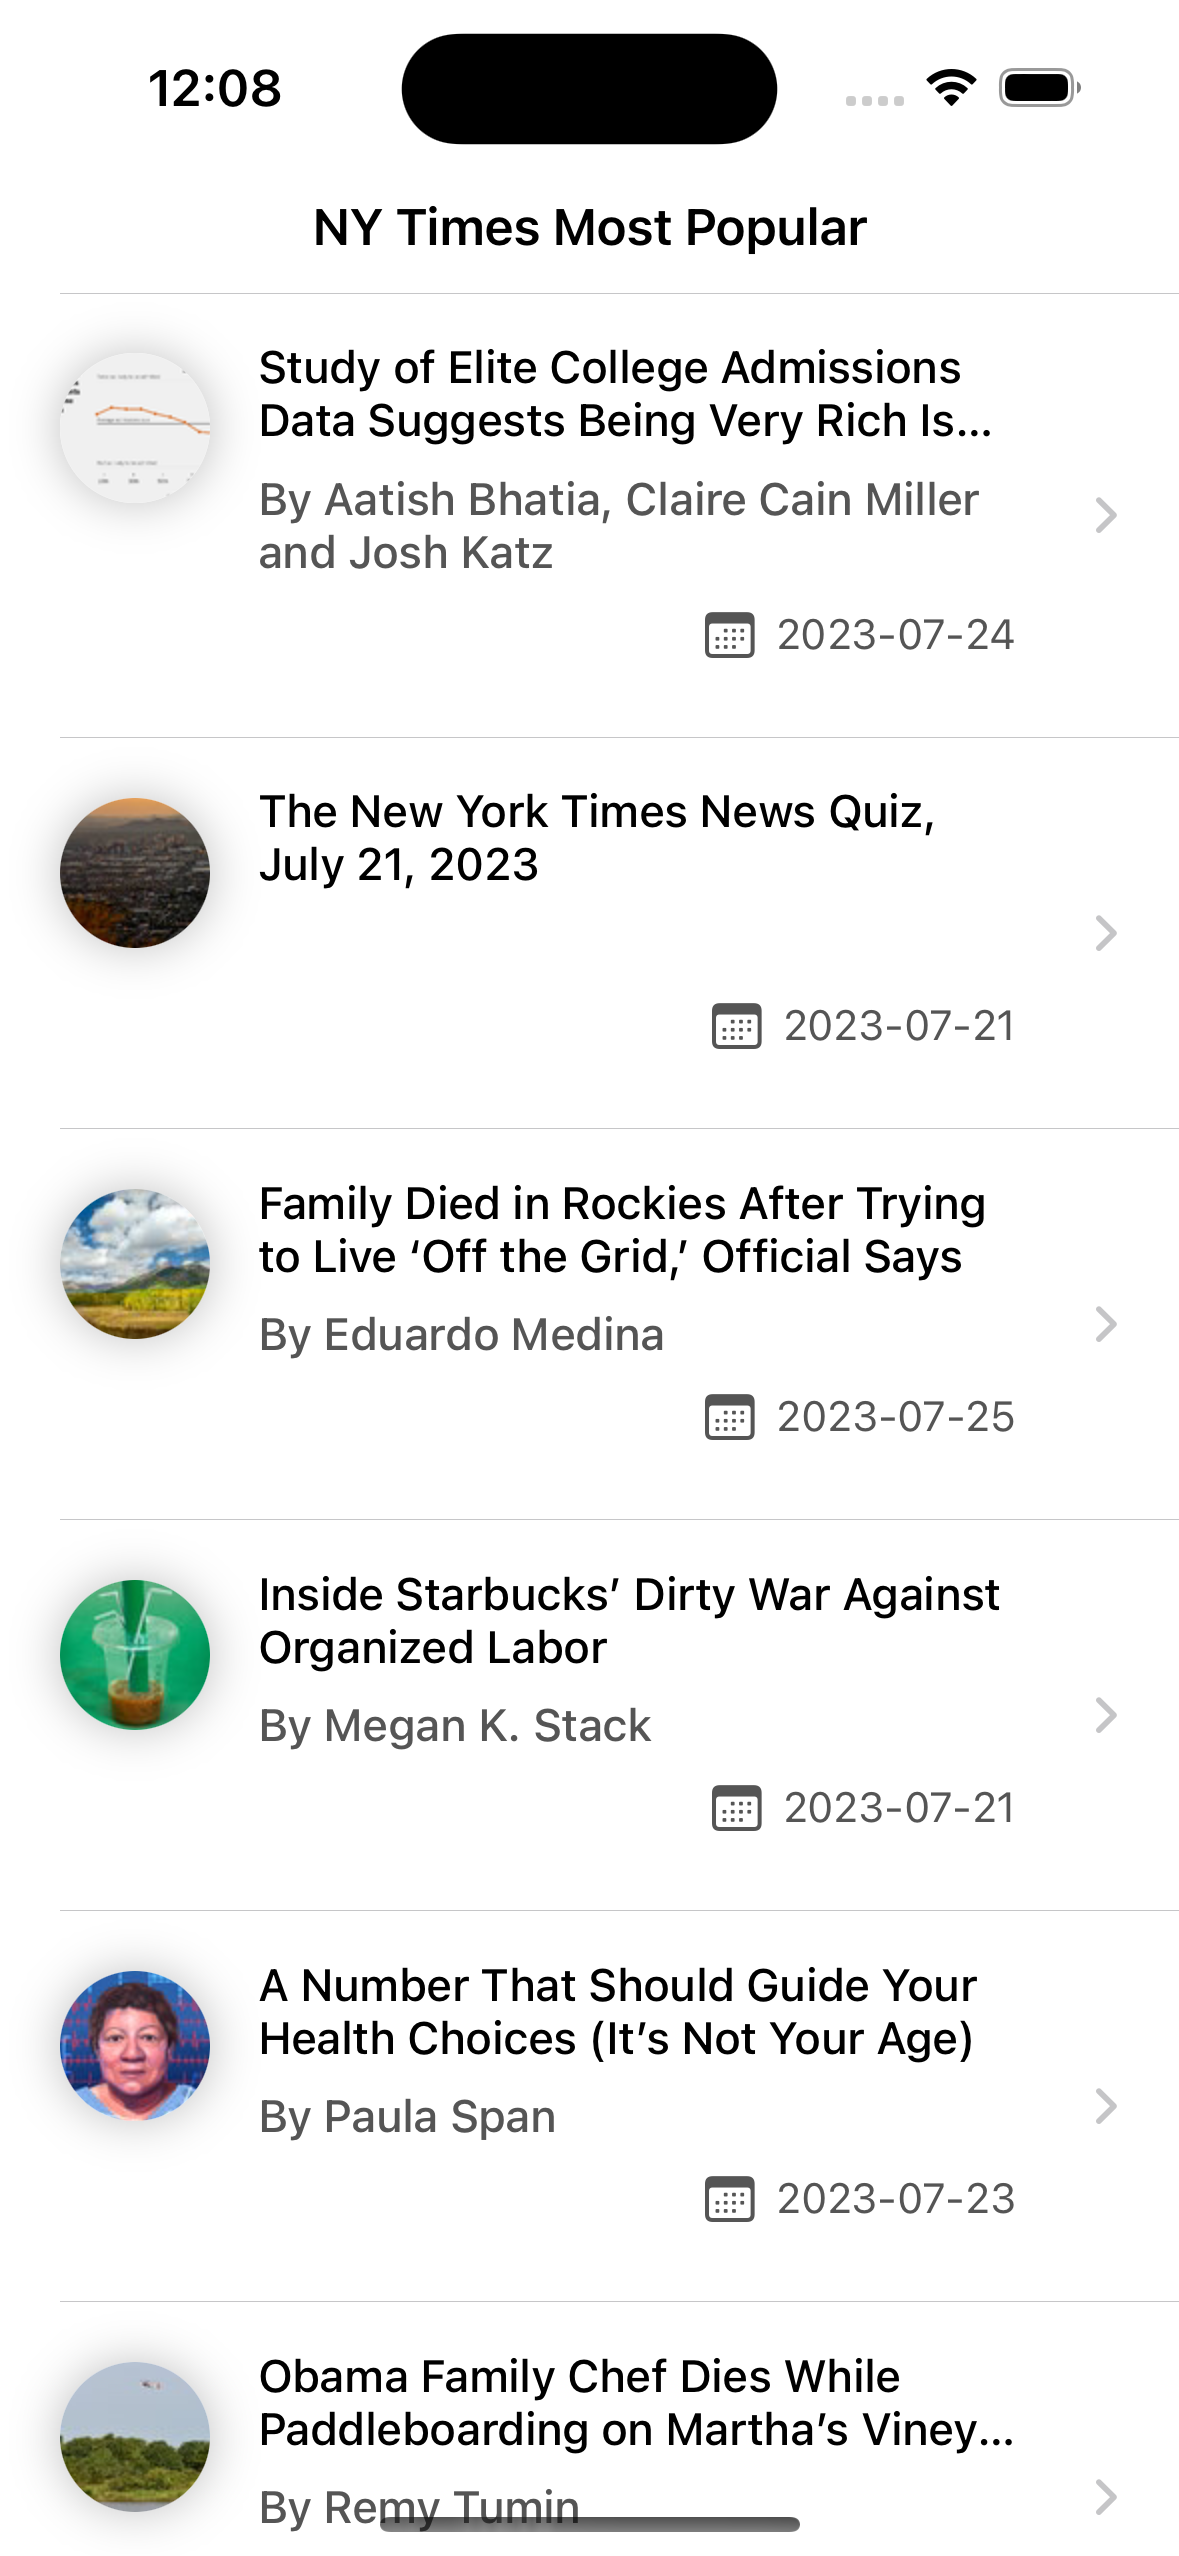 12:08
NY Times Most Popular
Study of Elite College Admissions
Data Suggests Being Very Rich Is...
By Aatish Bhatia, Claire Cain Miller
and Josh Katz
2023-07-24
The New York Times News Quiz,
July 21, 2023
2023-07-21
Family Died in Rockies After Trying
to Live ‘Off the Grid,’ Official Says
By Eduardo Medina
2023-07-25
Inside Starbucks’ Dirty War Against
Organized Labor
By Megan K. Stack
2023-07-21
A Number That Should Guide Your
Health Choices (It’s Not Your Age)
By Paula Span
2023-07-23
Obama Family Chef Dies While
Paddleboarding on Martha’s Viney...
By Remy Tumin